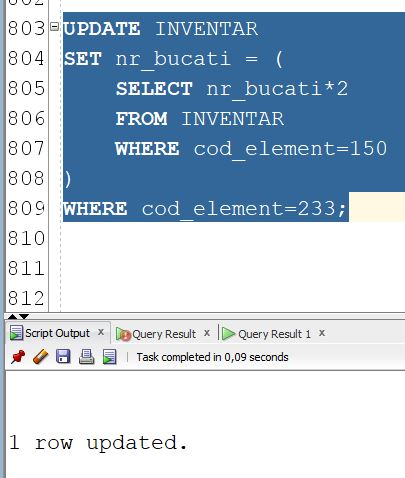 802
803 UPDATE INVENTAR
804 SET nr_bucati = (
805 SELECT nr_bucati*2
806 FROM INVENTAR
807 WHERE cod_element=150
808 )
809 WHERE cod_element=233;
810
811
812
Script Output x Query Result x Query Result 1 x
Task completed in 0,09 seconds
1 row updated.